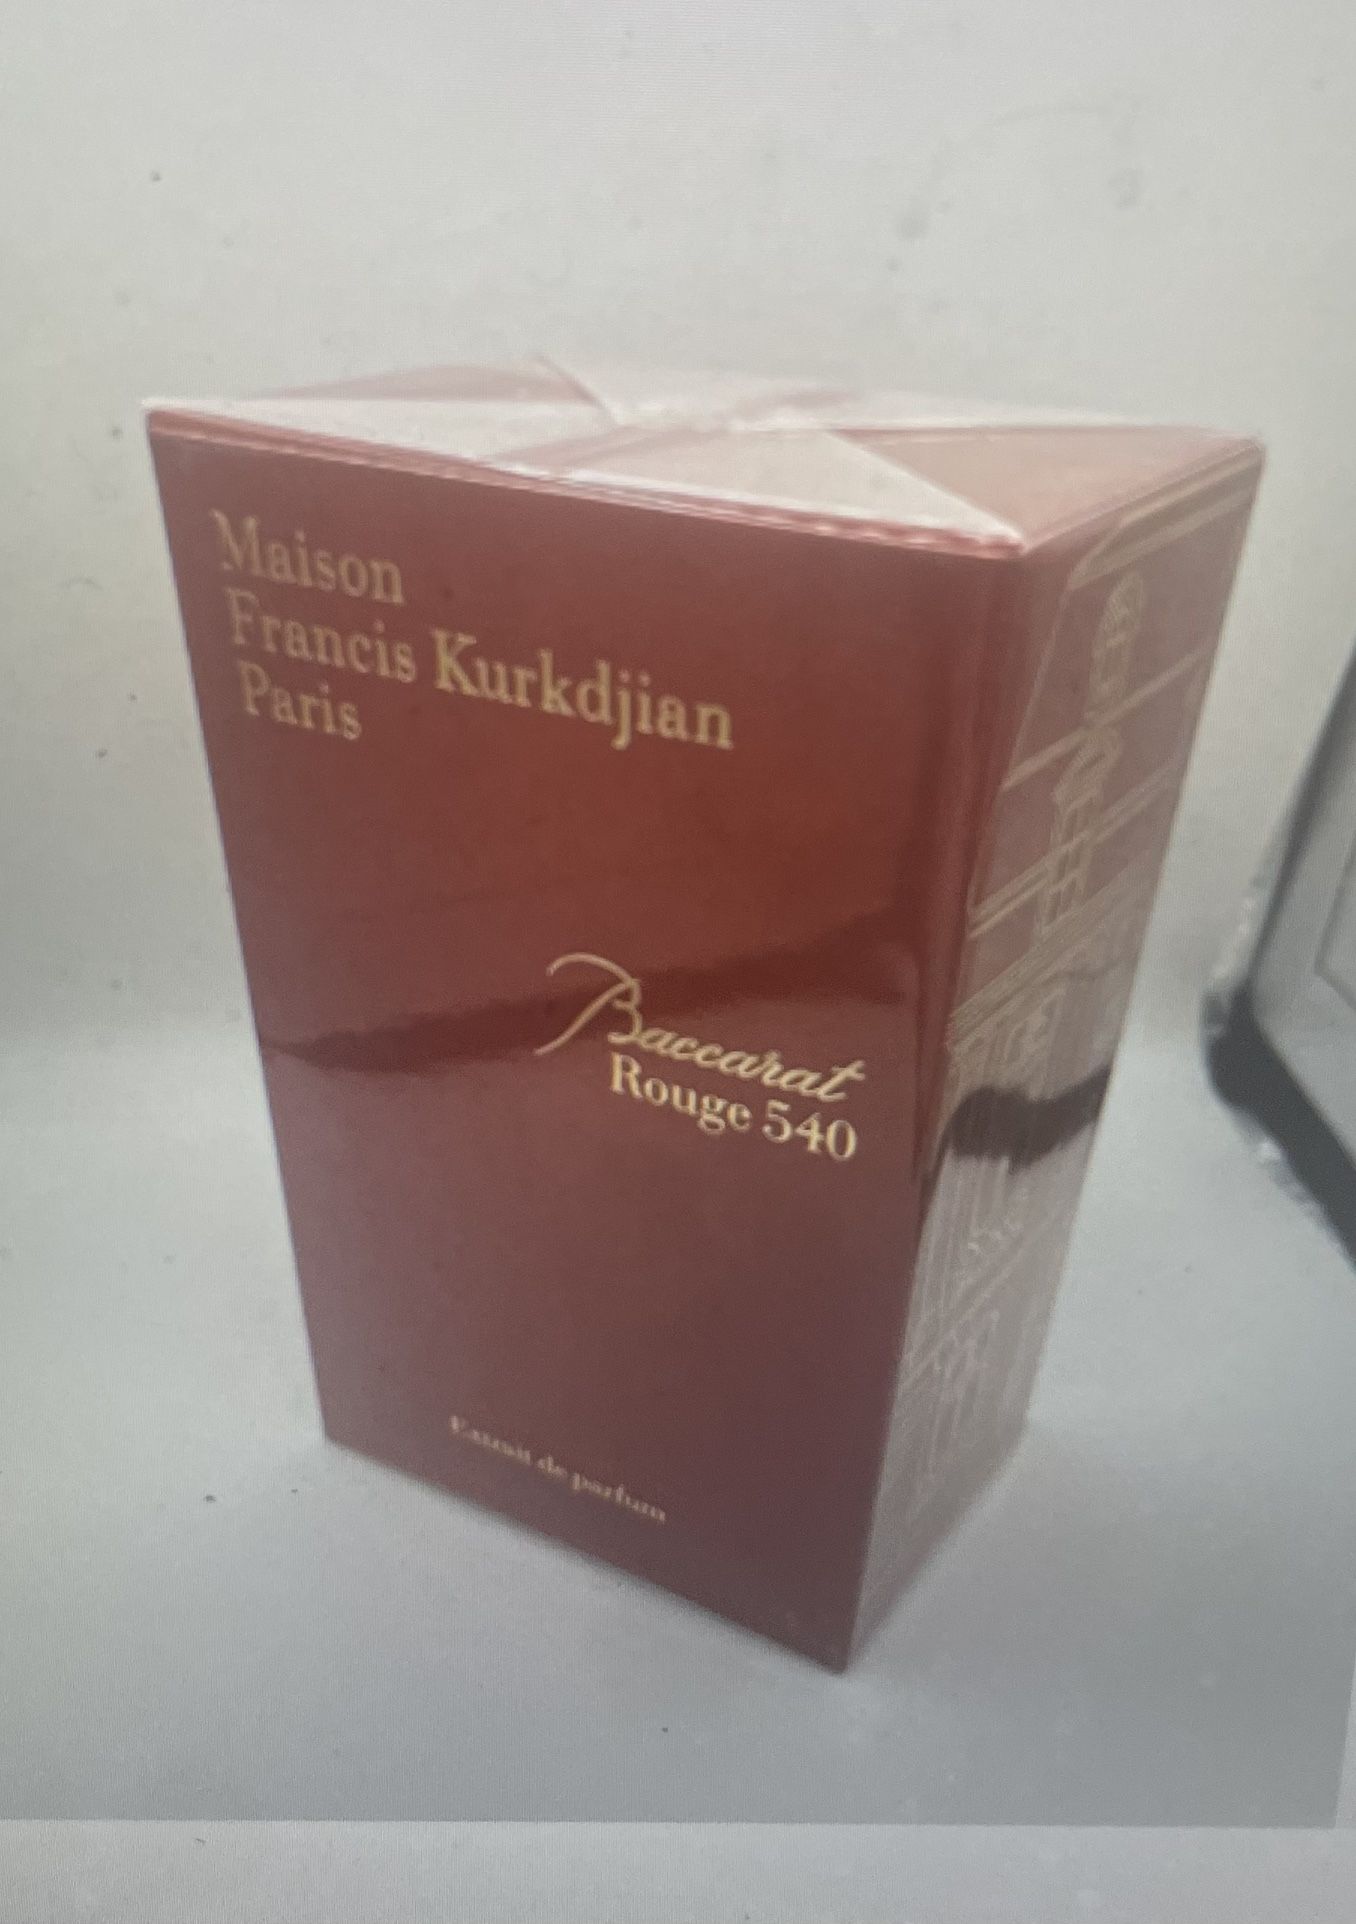 Maison
Francis Kurkdjian
Paris
Baccarat
Rouge 540
Extrait de parfum